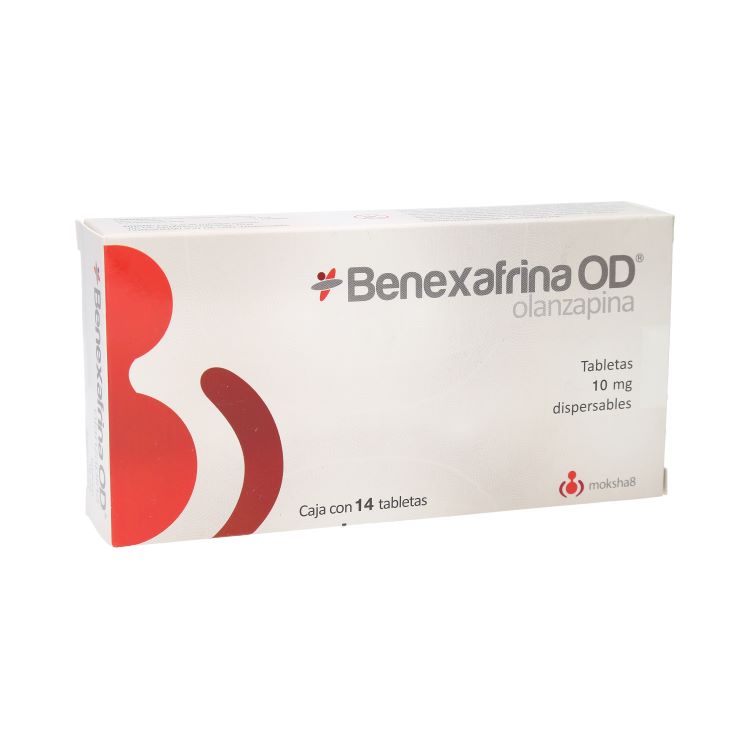 Benexafrina OD®
olanzapina
Tabletas
10 mg
dispersables
moksha8
Caja con 14 tabletas
Benexafrina OD®